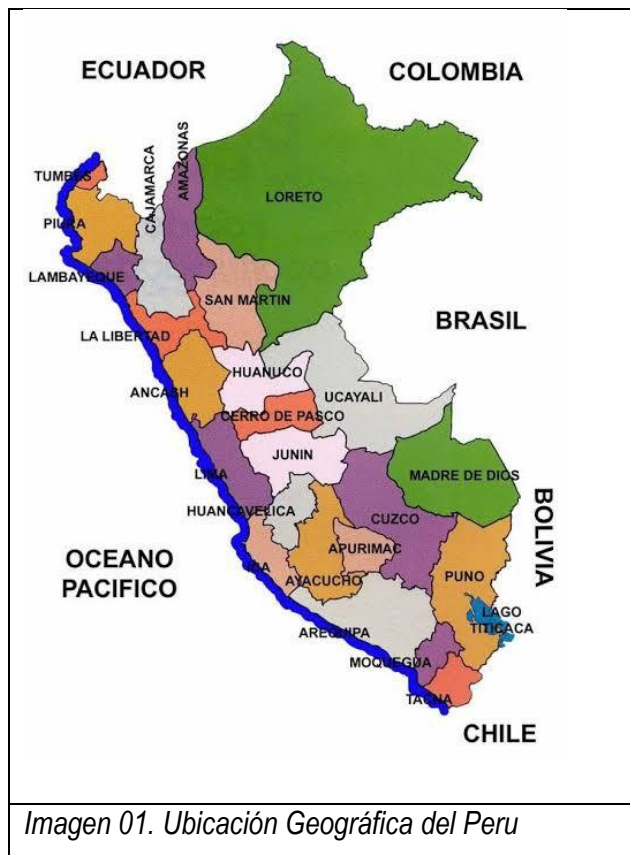 ECUADOR
COLOMBIA
TUMBES
CAJAMARCA
AMAZONAS
LORETO
PIURA
LAMBAYEQUE
SAN MARTIN
LA LIBERTAD
BRASIL
HUANUCO
ANCASH
UCAYALI
CERRO DE PASCO
JUNIN
LIMA
MADRE DE DIOS
HUANCAVELICA
CUZCO
BOLIVIA
OCEANO
PACIFICO
ICA
APURIMAC
AYACUCHO
PUNO
LAGO
TITICACA
AREQUIPA
MOQUEGUA
TACNA
CHILE
Imagen 01. Ubicación Geográfica del Peru